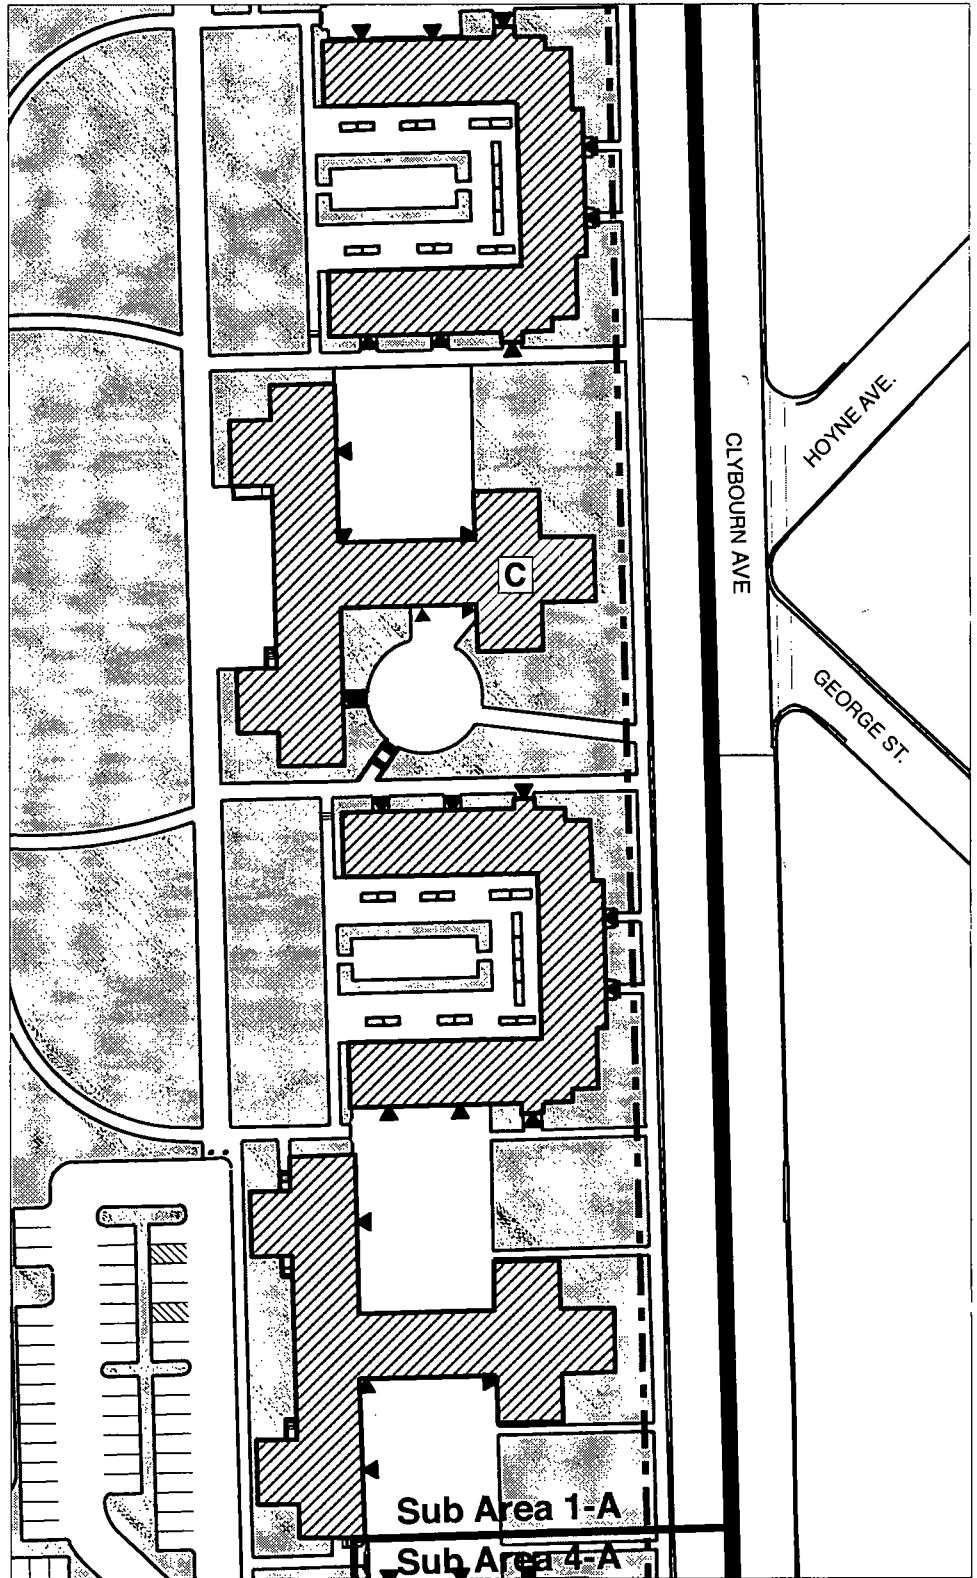 HOYNE AVE.
CLYBOURN AVE
C
GEORGE ST.
Sub Area 1-A
Sub Area 4-A